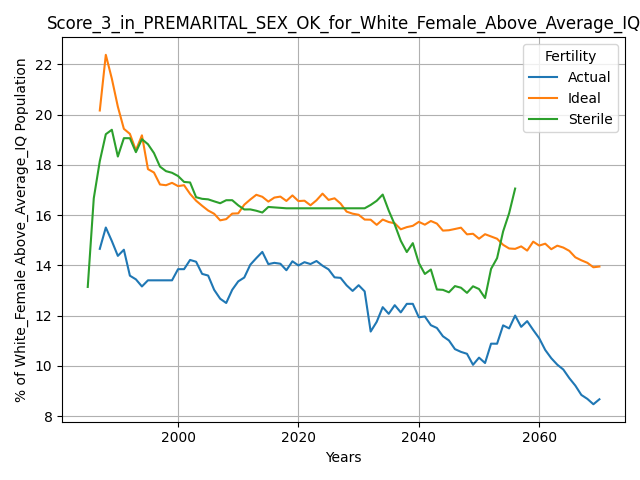 Score_3_in_PREMARITAL_SEX_OK_for_White_Female_Above_Average_IQ
% of White_Female Above_Average_IQ Population
22
20
18
16
14
12
10
8
2000 2020 2040 2060
Years
Fertility
Actual
Ideal
Sterile